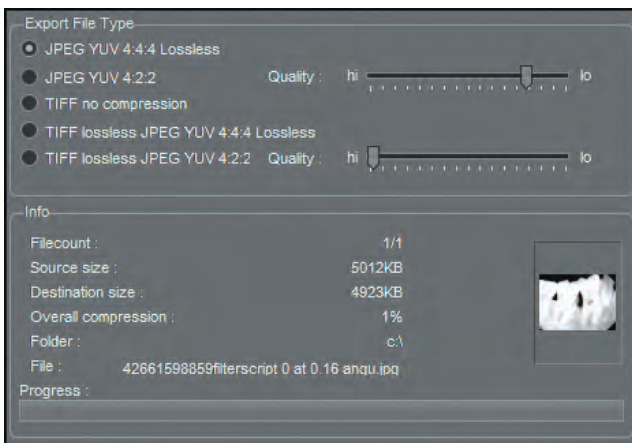 Export File Type
JPEG YUV 4:4:4 Lossless
JPEG YUV 4:2:2 Quality : hi lo
TIFF no compression
TIFF lossless JPEG YUV 4:4:4 Lossless
TIFF lossless JPEG YUV 4:2:2 Quality : hi lo
Info
Filecount : 1/1
Source size : 5012KB
Destination size : 4923KB
Overall compression : 1%
Folder : c:\
File : 42661598859filterscript 0 at 0.16 angu.jpg
Progress :